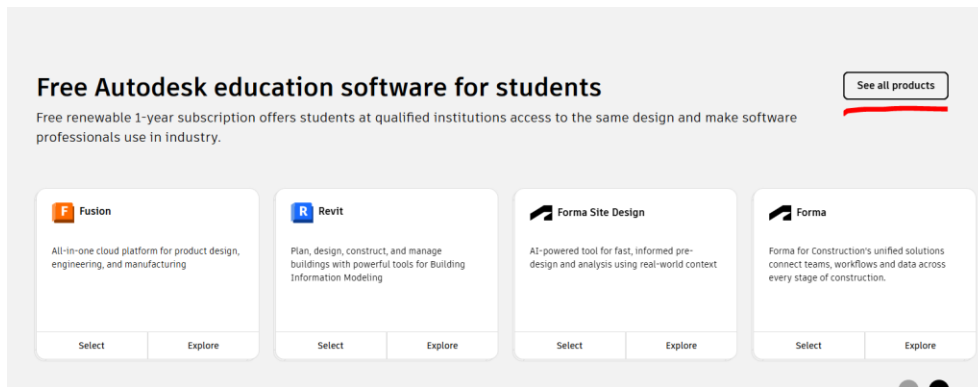 Free Autodesk education software for students
See all products
Free renewable 1-year subscription offers students at qualified institutions access to the same design and make software
professionals use in industry.
F Fusion
All-in-one cloud platform for product design,
engineering, and manufacturing
Select
Explore
R Revit
Plan, design, construct, and manage
buildings with powerful tools for Building
Information Modeling
Select
Explore
Forma Site Design
AI-powered tool for fast, informed pre-
design and analysis using real-world context
Select
Explore
Forma
Forma for Construction's unified solutions
connect teams, workflows and data across
every stage of construction.
Select
Explore